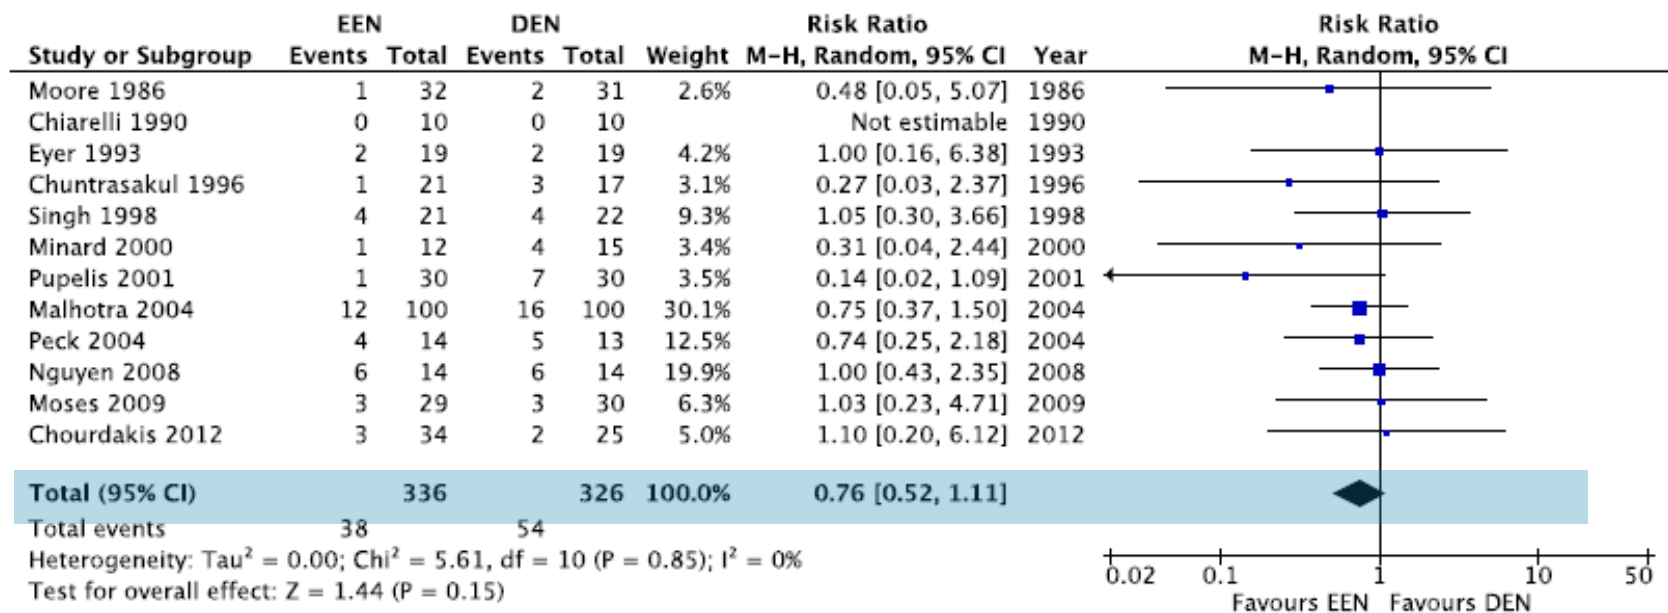 EEN DEN Risk Ratio Risk Ratio
Study or Subgroup Events Total Events Total Weight M-H, Random, 95% CI Year M-H, Random, 95% CI
Moore 1986 1 32 2 31 2.6% 0.48 [0.05, 5.07] 1986
Chiarelli 1990 0 10 0 10 Not estimable 1990
Eyer 1993 2 19 2 19 4.2% 1.00 [0.16, 6.38] 1993
Chuntrasakul 1996 1 21 3 17 3.1% 0.27 [0.03, 2.37] 1996
Singh 1998 4 21 4 22 9.3% 1.05 [0.30, 3.66] 1998
Minard 2000 1 12 4 15 3.4% 0.31 [0.04, 2.44] 2000
Pupelis 2001 1 30 7 30 3.5% 0.14 [0.02, 1.09] 2001
Malhotra 2004 12 100 16 100 30.1% 0.75 [0.37, 1.50] 2004
Peck 2004 4 14 5 13 12.5% 0.74 [0.25, 2.18] 2004
Nguyen 2008 6 14 6 14 19.9% 1.00 [0.43, 2.35] 2008
Moses 2009 3 29 3 30 6.3% 1.03 [0.23, 4.71] 2009
Chourdakis 2012 3 34 2 25 5.0% 1.10 [0.20, 6.12] 2012
Total (95% CI) 336 326 100.0% 0.76 [0.52, 1.11]
Total events 38 54
Heterogeneity: Tau² = 0.00; Chi² = 5.61, df = 10 (P = 0.85); I² = 0%
Test for overall effect: Z = 1.44 (P = 0.15)
0.02 0.1 1 10 50
Favours EEN Favours DEN